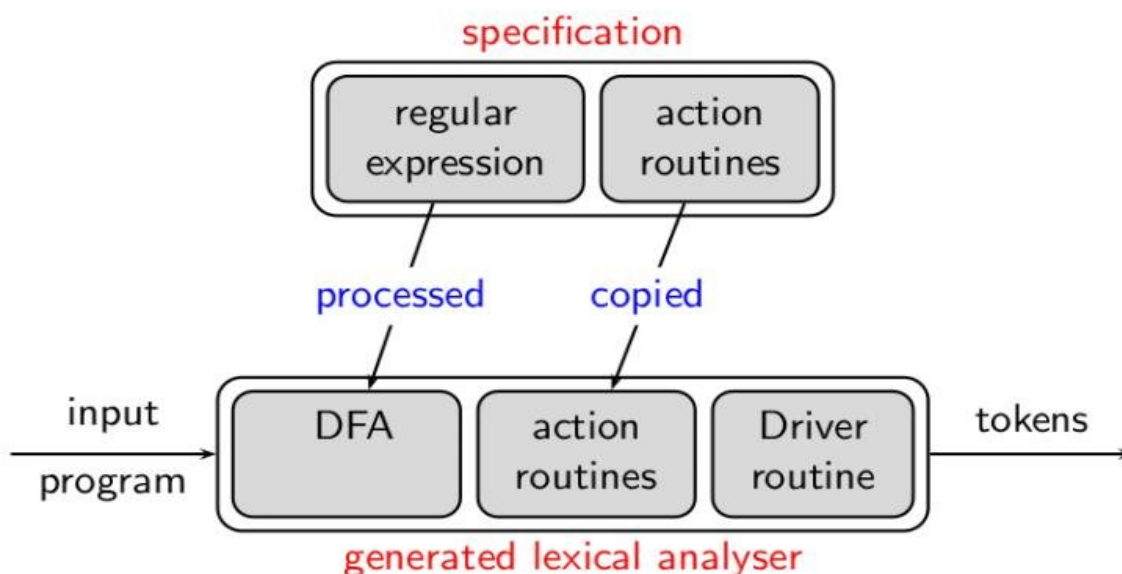 specification
regular
expression
action
routines
processed
copied
input
program
DFA
action
routines
Driver
routine
tokens
generated lexical analyser